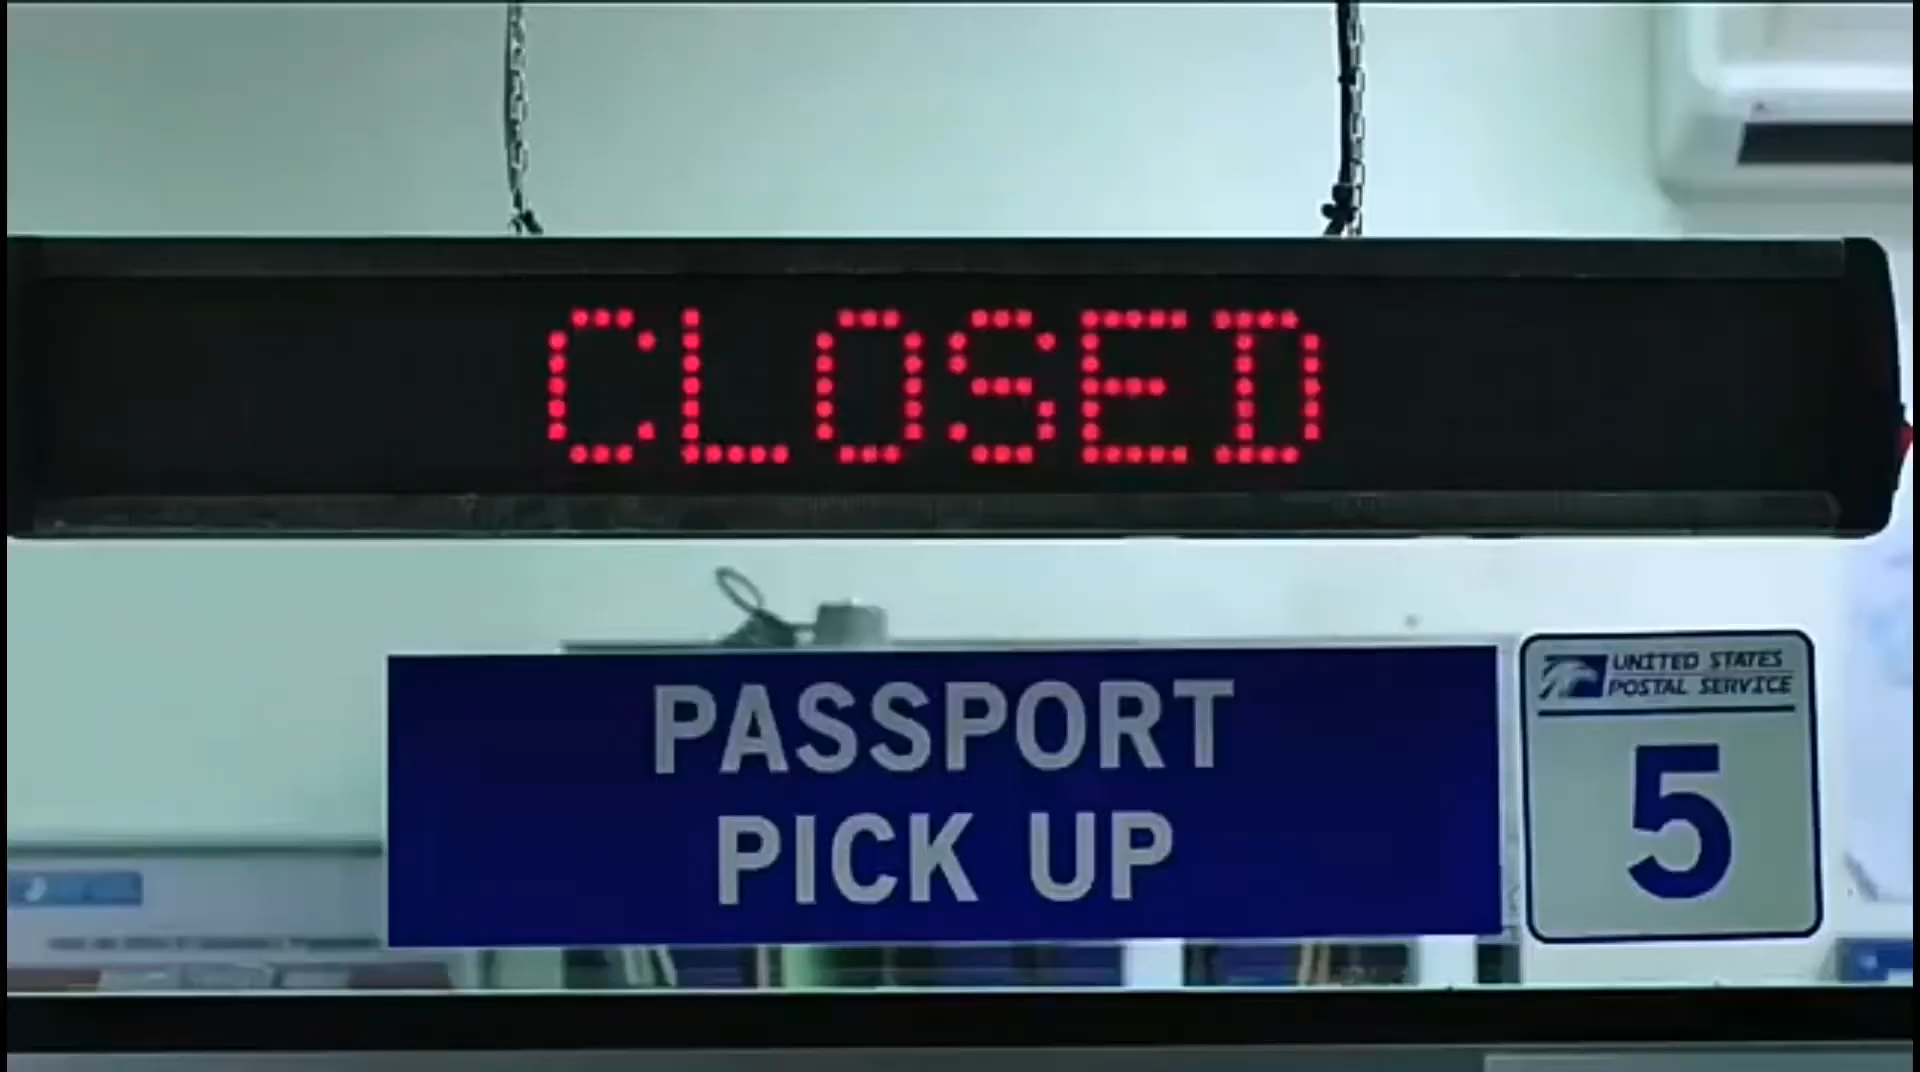 CLOSED
PASSPORT
PICK UP
UNITED STATES
POSTAL SERVICE
5